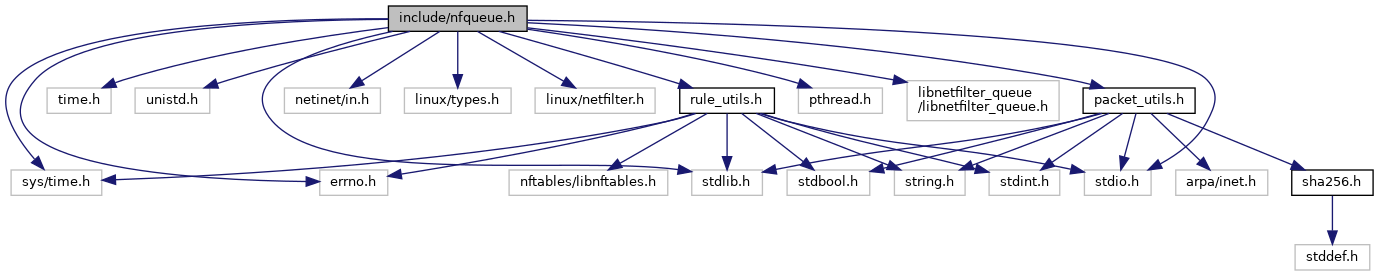 include/nfqueue.h
time.h
unistd.h
netinet/in.h
linux/types.h
linux/netfilter.h
rule_utils.h
pthread.h
libnetfilter_queue
/libnetfilter_queue.h
packet_utils.h
sys/time.h
errno.h
nftables/libnftables.h
stdlib.h
stdbool.h
string.h
stdint.h
stdio.h
arpa/inet.h
sha256.h
stddef.h